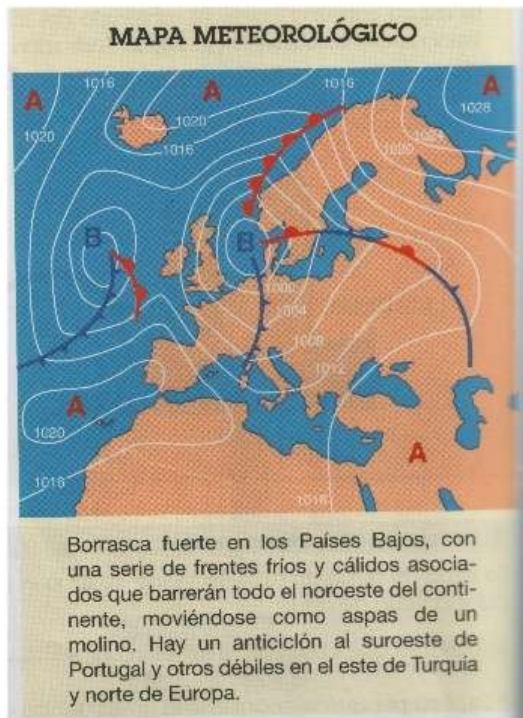 MAPA METEOROLÓGICO
1016
1016
A
A
A
1028
1020
1020
1016
1024
1020
B
B
1000
1004
1008
1012
A
1020
A
1016
1016
Borrasca fuerte en los Países Bajos, con
una serie de frentes fríos y cálidos asocia-
dos que barrerán todo el noroeste del conti-
nente, moviéndose como aspas de un
molino. Hay un anticiclón al suroeste de
Portugal y otros débiles en el este de Turquía
y norte de Europa.